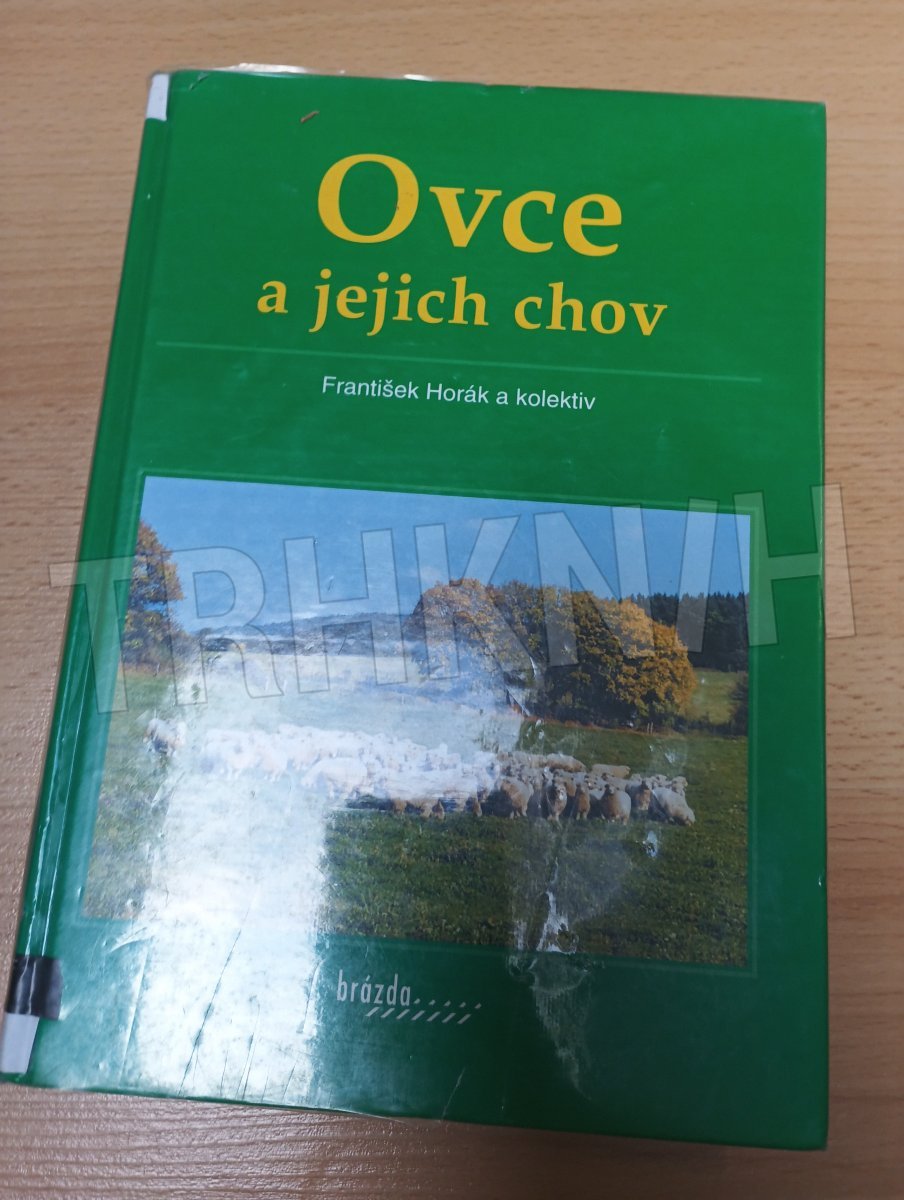 Ovce
a jejich chov
František Horák a kolektiv
TRHKNIH
brázda